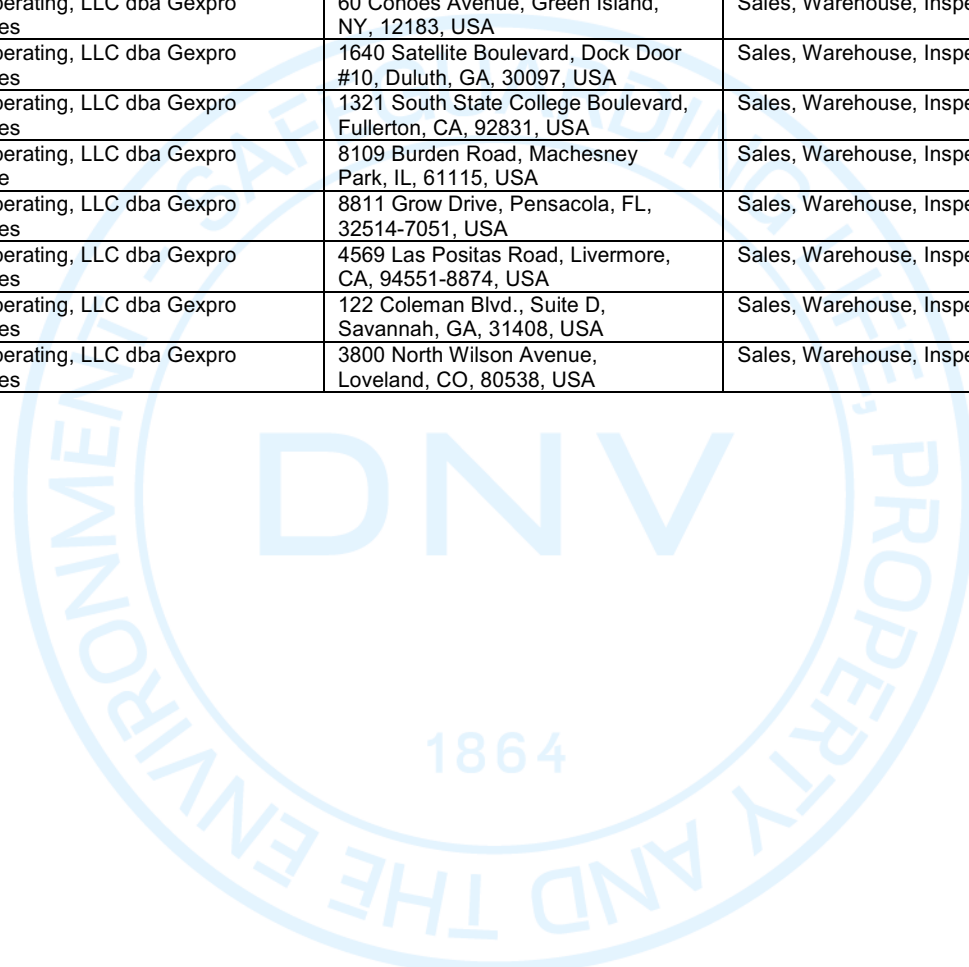 perating, LLC dba Gexpro 60 Cohoes Avenue, Green Island, Sales, Warehouse, Inspe
es NY, 12183, USA
perating, LLC dba Gexpro 1640 Satellite Boulevard, Dock Door Sales, Warehouse, Inspe
es #10, Duluth, GA, 30097, USA
perating, LLC dba Gexpro 1321 South State College Boulevard, Sales, Warehouse, Inspe
es Fullerton, CA, 92831, USA
perating, LLC dba Gexpro 8109 Burden Road, Machesney Sales, Warehouse, Inspe
e Park, IL, 61115, USA
perating, LLC dba Gexpro 8811 Grow Drive, Pensacola, FL, Sales, Warehouse, Inspe
es 32514-7051, USA
perating, LLC dba Gexpro 4569 Las Positas Road, Livermore, Sales, Warehouse, Inspe
es CA, 94551-8874, USA
perating, LLC dba Gexpro 122 Coleman Blvd., Suite D, Sales, Warehouse, Inspe
es Savannah, GA, 31408, USA
perating, LLC dba Gexpro 3800 North Wilson Avenue, Sales, Warehouse, Inspe
es Loveland, CO, 80538, USA
SAFEGUARDING LIFE, PROPERTY AND THE ENVIRONMENT
DNV
1864